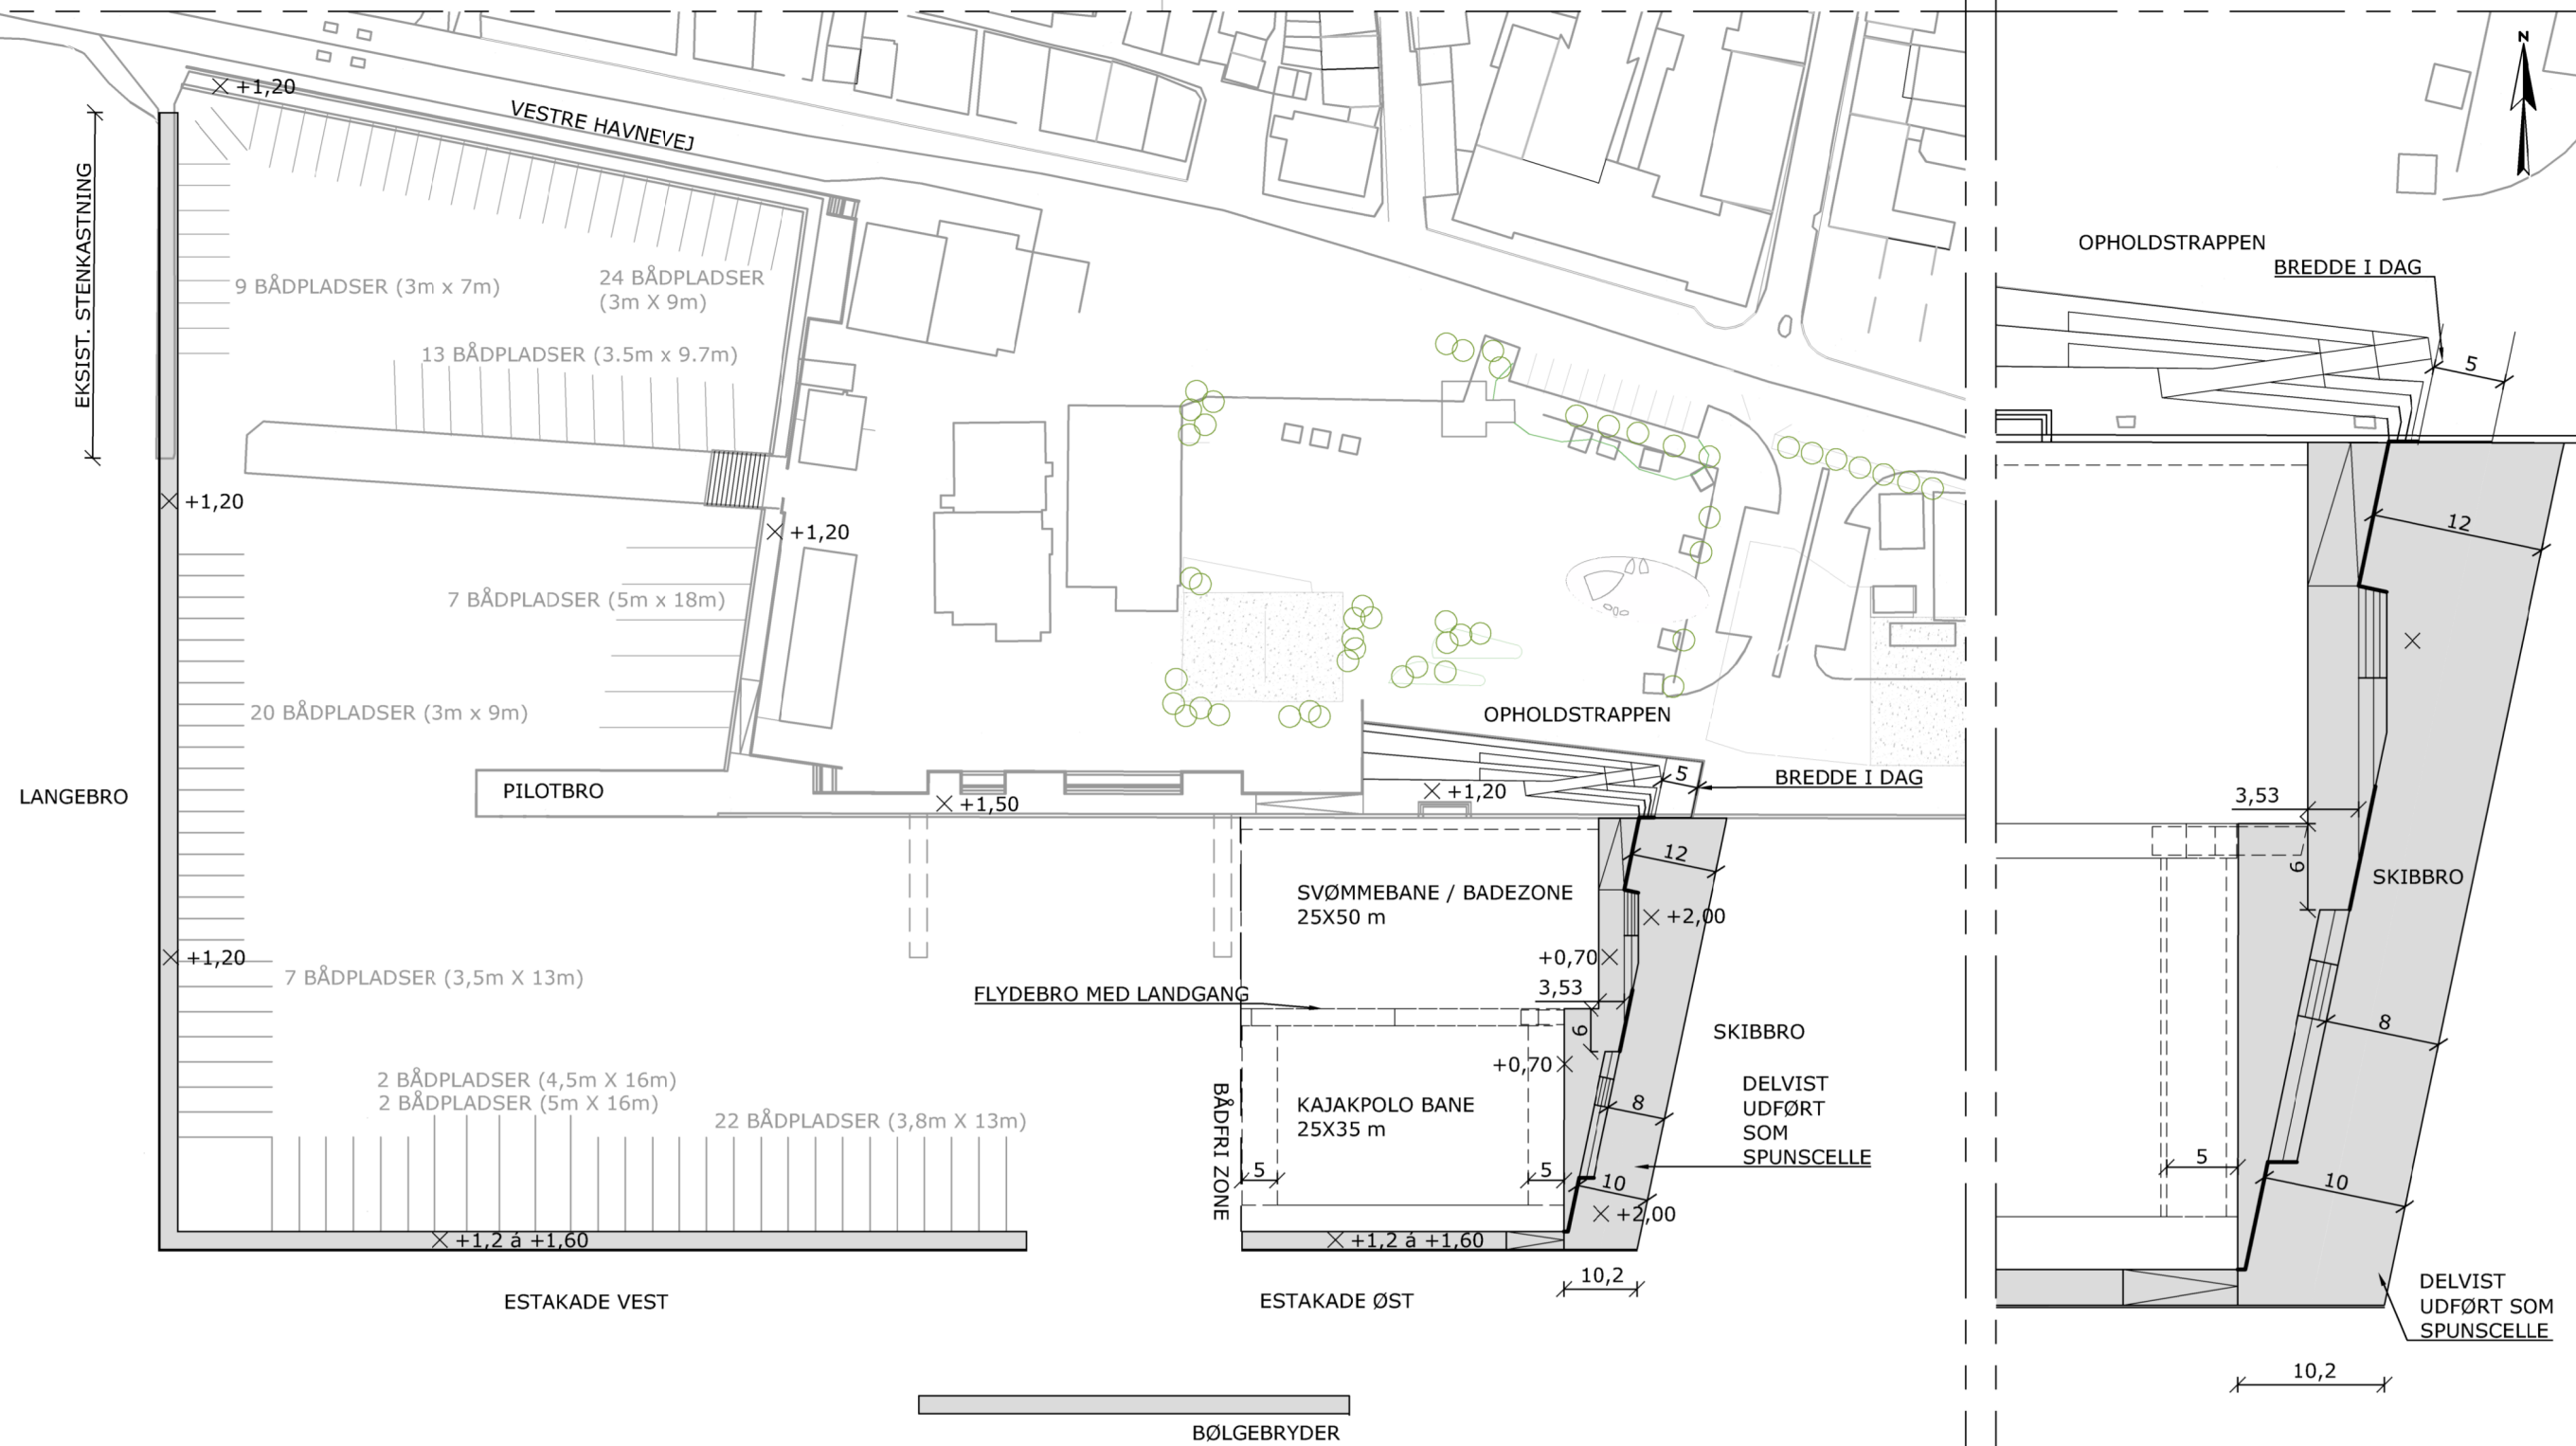 N
+1,20
VESTRE HAVNEVEJ
EKSIST. STENKASTNING
9 BÅDPLADSER (3m x 7m)
24 BÅDPLADSER
(3m X 9m)
13 BÅDPLADSER (3.5m x 9.7m)
+1,20
+1,20
7 BÅDPLADSER (5m x 18m)
20 BÅDPLADSER (3m x 9m)
LANGEBRO
PILOTBRO
+1,50
+1,20
OPHOLDSTRAPPEN
5
BREDDE I DAG
12
SVØMMEBANE / BADEZONE
25X50 m
+2,00
+0,70
+1,20
7 BÅDPLADSER (3,5m X 13m)
FLYDEBRO MED LANDGANG
3,53
6
SKIBBRO
+0,70
2 BÅDPLADSER (4,5m X 16m)
2 BÅDPLADSER (5m X 16m)
22 BÅDPLADSER (3,8m X 13m)
BÅDFRI ZONE
KAJAKPOLO BANE
25X35 m
8
DELVIST
UDFØRT
SOM
SPUNSCELLE
5
5
10
+2,00
+1,2 á +1,60
+1,2 á +1,60
10,2
ESTAKADE VEST
ESTAKADE ØST
BØLGEBRYDER
OPHOLDSTRAPPEN
BREDDE I DAG
5
12
3,53
6
SKIBBRO
8
5
10
DELVIST
UDFØRT SOM
SPUNSCELLE
10,2